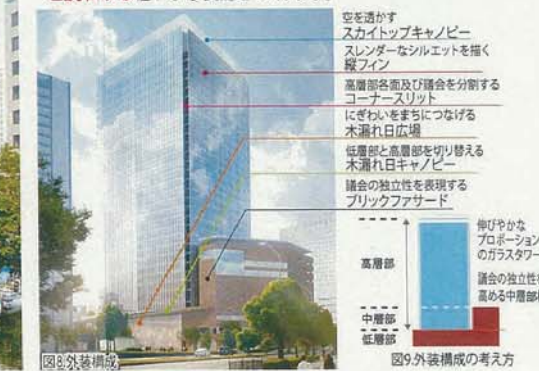 空を透かす
スカイトップキャノピー
スレンダーなシルエットを描く
縦フィン
高層部各面及び議会を分割する
コーナースリット
にぎわいをまちにつなげる
木漏れ日広場
低層部と高層部を切り替える
木漏れ日キャノピー
議会の独立性を表現する
ブリックファサード
高層部
中層部
低層部
伸びやかな
プロポーション
のガラスタワー
議会の独立性を
高める中層部
図8.外装構成
図9.外装構成の考え方